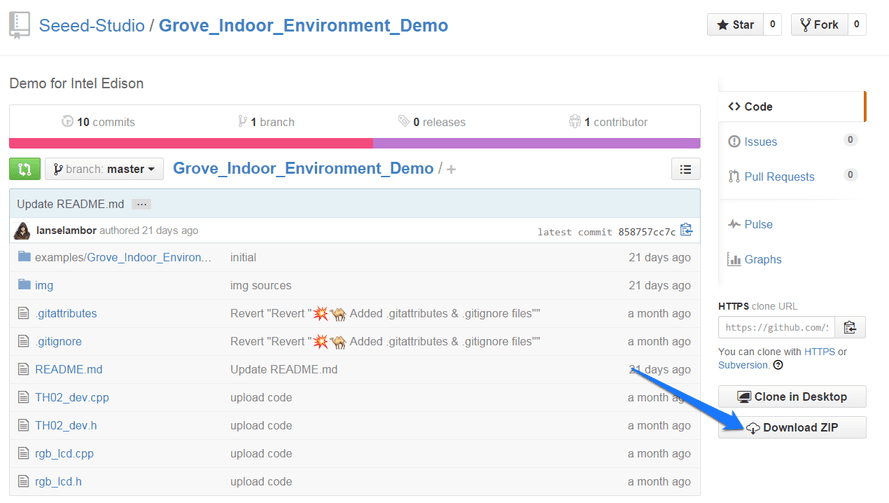 Seeed-Studio / Grove_Indoor_Environment_Demo
Star 0 Fork 0
Demo for Intel Edison
10 commits 1 branch 0 releases 1 contributor
branch: master Grove_Indoor_Environment_Demo / +
Update README.md ...
lanselambor authored 21 days ago latest commit 858757cc7c
examples/Grove_Indoor_Environ... initial 21 days ago
img img sources 21 days ago
.gitattributes Revert "Revert "💥🐫 Added .gitattributes & .gitignore files"" a month ago
.gitignore Revert "Revert "💥🐫 Added .gitattributes & .gitignore files"" a month ago
README.md Update README.md 21 days ago
TH02_dev.cpp upload code a month ago
TH02_dev.h upload code a month ago
rgb_lcd.cpp upload code a month ago
rgb_lcd.h upload code a month ago
Code
Issues 0
Pull Requests 0
Pulse
Graphs
HTTPS clone URL
https://github.com/
You can clone with HTTPS or
Subversion.
Clone in Desktop
Download ZIP